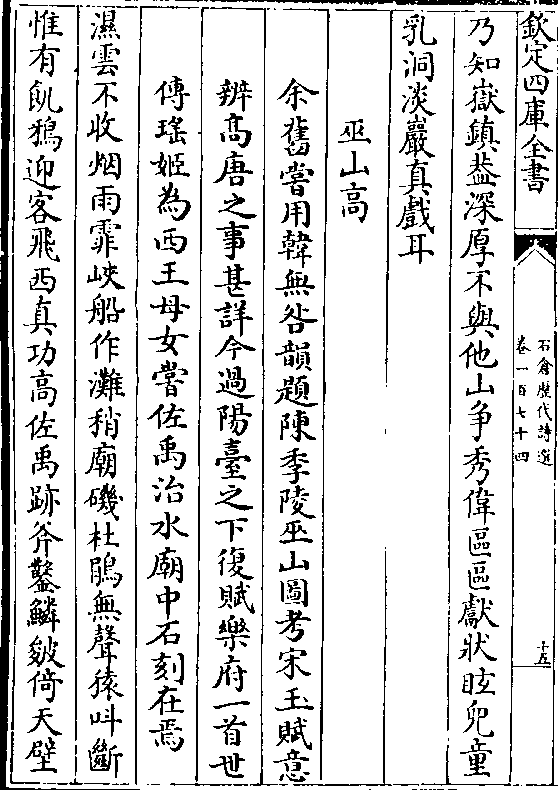 欽定四庫全書
石倉歷代詩選
卷一百七十四
十五
乃知嶽鎮葢深厚不與他山争秀偉區區獻狀眩兒童
乳洞淡巖真戲耳
巫山高
余舊嘗用韓無咎韻題陳季陵巫山圖考宋玉賦意
辨髙唐之事甚詳今過陽臺之下復賦樂府一首世
傳瑤姬為西王母女嘗佐禹治水廟中石刻在焉
濕雲不收烟雨霏峽船作灘稍廟磯杜鵑無聲猿呌斷
惟有飢鵶迎客飛西真功高佐禹跡斧鑿鱗皴倚天壁